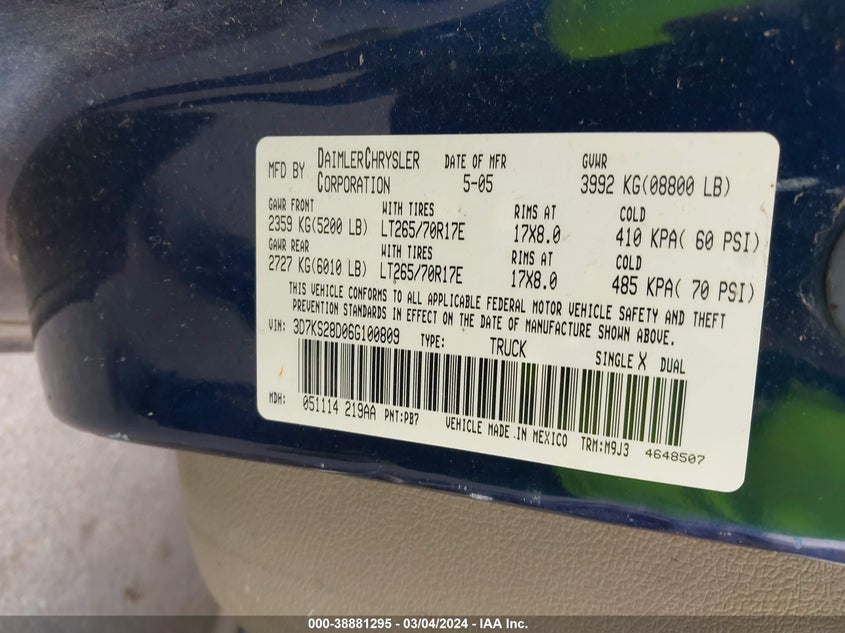 MFD BY DAIMLERCHRYSLER CORPORATION
DATE OF MFR 5-05
GVWR 3992 KG(08800 LB)
GAWR FRONT WITH TIRES RIMS AT COLD
2359 KG(5200 LB) LT265/70R17E 17X8.0 410 KPA( 60 PSI)
GAWR REAR WITH TIRES RIMS AT COLD
2727 KG(6010 LB) LT265/70R17E 17X8.0 485 KPA( 70 PSI)
THIS VEHICLE CONFORMS TO ALL APPLICABLE FEDERAL MOTOR VEHICLE SAFETY AND THEFT
PREVENTION STANDARDS IN EFFECT ON THE DATE OF MANUFACTURE SHOWN ABOVE.
VIN: 3D7KS28D06G100809 TYPE: TRUCK SINGLE X DUAL
MDH: 051114 219AA PNT:PB7 VEHICLE MADE IN MEXICO TRM:M9J3 4648507
000-38881295 - 03/04/2024 - IAA Inc.